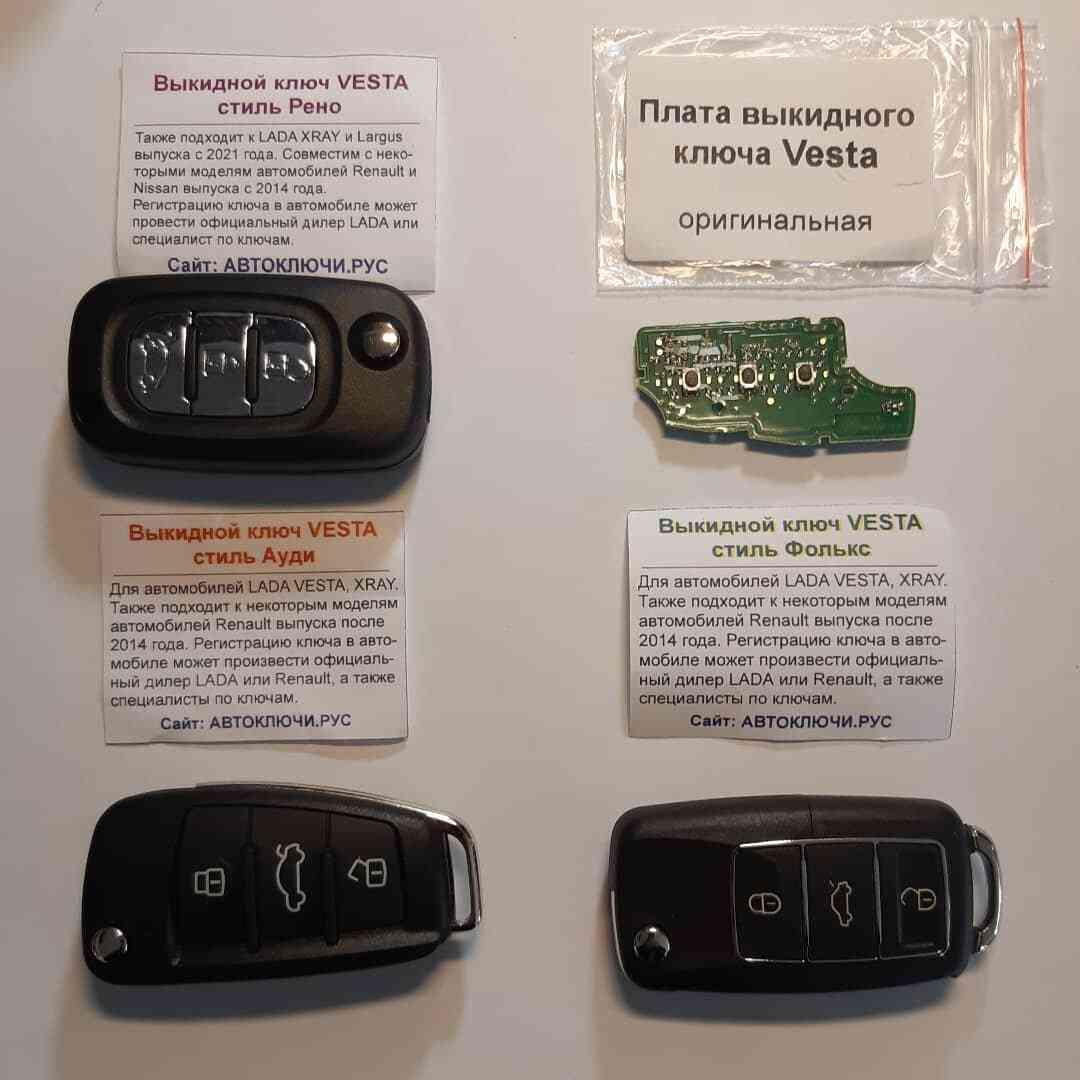 Выкидной ключ VESTA
стиль Рено
Также подходит к LADA XRAY и Largus
выпуска с 2021 года. Совместим с неко-
торыми моделям автомобилей Renault и
Nissan выпуска с 2014 года.
Регистрацию ключа в автомобиле может
провести официальный дилер LADA или
специалист по ключам.
Сайт: АВТОКЛЮЧИ.РУС
Плата выкидного
ключа Vesta
оригинальная
Выкидной ключ VESTA
стиль Ауди
Для автомобилей LADA VESTA, XRAY.
Также подходит к некоторым моделям
автомобилей Renault выпуска после
2014 года. Регистрацию ключа в авто-
мобиле может произвести официаль-
ный дилер LADA или Renault, а также
специалисты по ключам.
Сайт: АВТОКЛЮЧИ.РУС
Выкидной ключ VESTA
стиль Фолькс
Для автомобилей LADA VESTA, XRAY.
Также подходит к некоторым моделям
автомобилей Renault выпуска после
2014 года. Регистрацию ключа в авто-
мобиле может произвести официаль-
ный дилер LADA или Renault, а также
специалисты по ключам.
Сайт: АВТОКЛЮЧИ.РУС